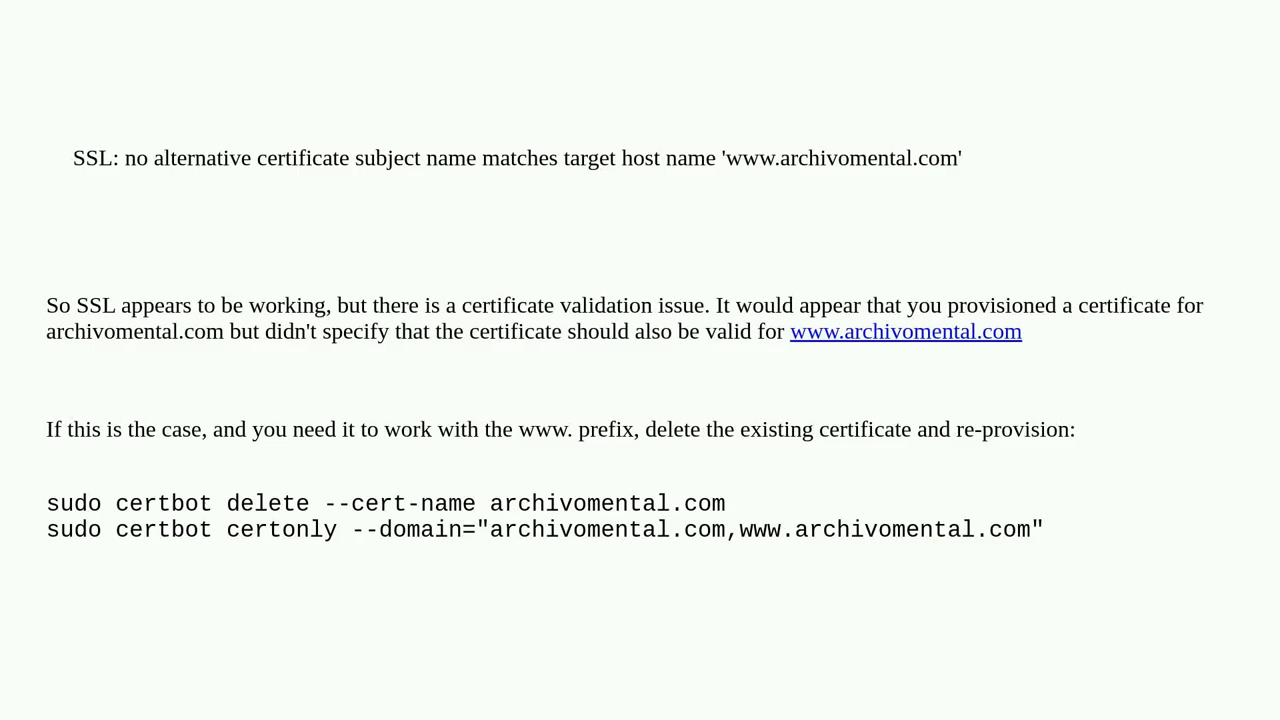 SSL: no alternative certificate subject name matches target host name 'www.archivomental.com'
So SSL appears to be working, but there is a certificate validation issue. It would appear that you provisioned a certificate for
archivomental.com but didn't specify that the certificate should also be valid for www.archivomental.com
If this is the case, and you need it to work with the www. prefix, delete the existing certificate and re-provision:
sudo certbot delete --cert-name archivomental.com
sudo certbot certonly --domain="archivomental.com,www.archivomental.com"